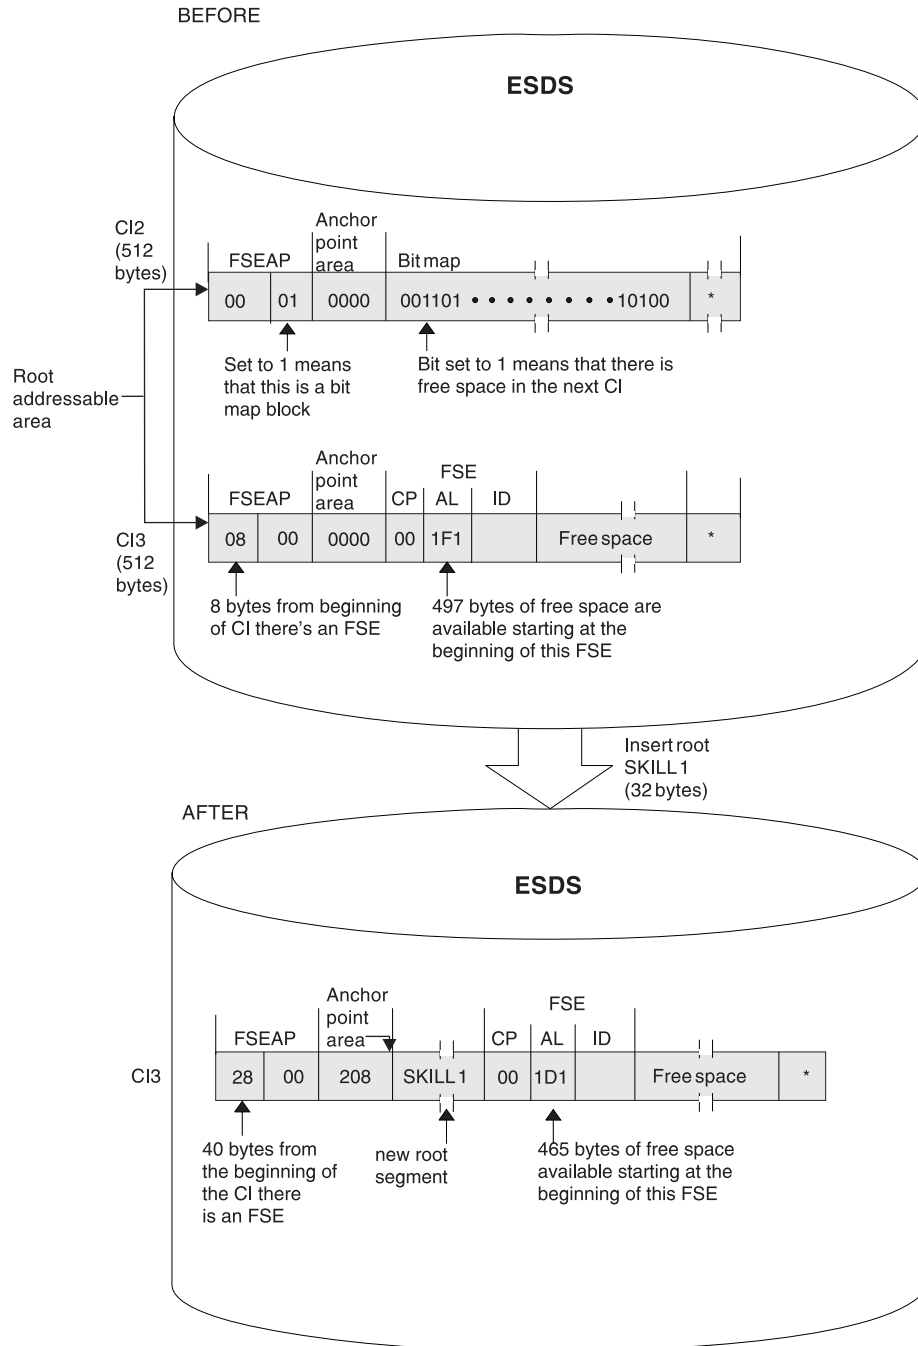 BEFORE
ESDS
CI2
(512
bytes)
FSEAP
Anchor
point
area
Bit map
00 01 0000 001101 • • • • • • • • 10100 *
Set to 1 means
that this is a bit
map block
Bit set to 1 means that there is
free space in the next CI
Root
addressable
area
FSEAP
Anchor
point
area
FSE
CP AL ID
08 00 0000 00 1F1 Free space *
CI3
(512
bytes)
8 bytes from beginning
of CI there's an FSE
497 bytes of free space are
available starting at the
beginning of this FSE
Insert root
SKILL1
(32 bytes)
AFTER
ESDS
FSEAP
Anchor
point
area
FSE
CP AL ID
CI3
28 00 208 SKILL1 00 1D1 Free space *
40 bytes from
the beginning of
the CI there
is an FSE
new root
segment
465 bytes of free space
available starting at the
beginning of this FSE